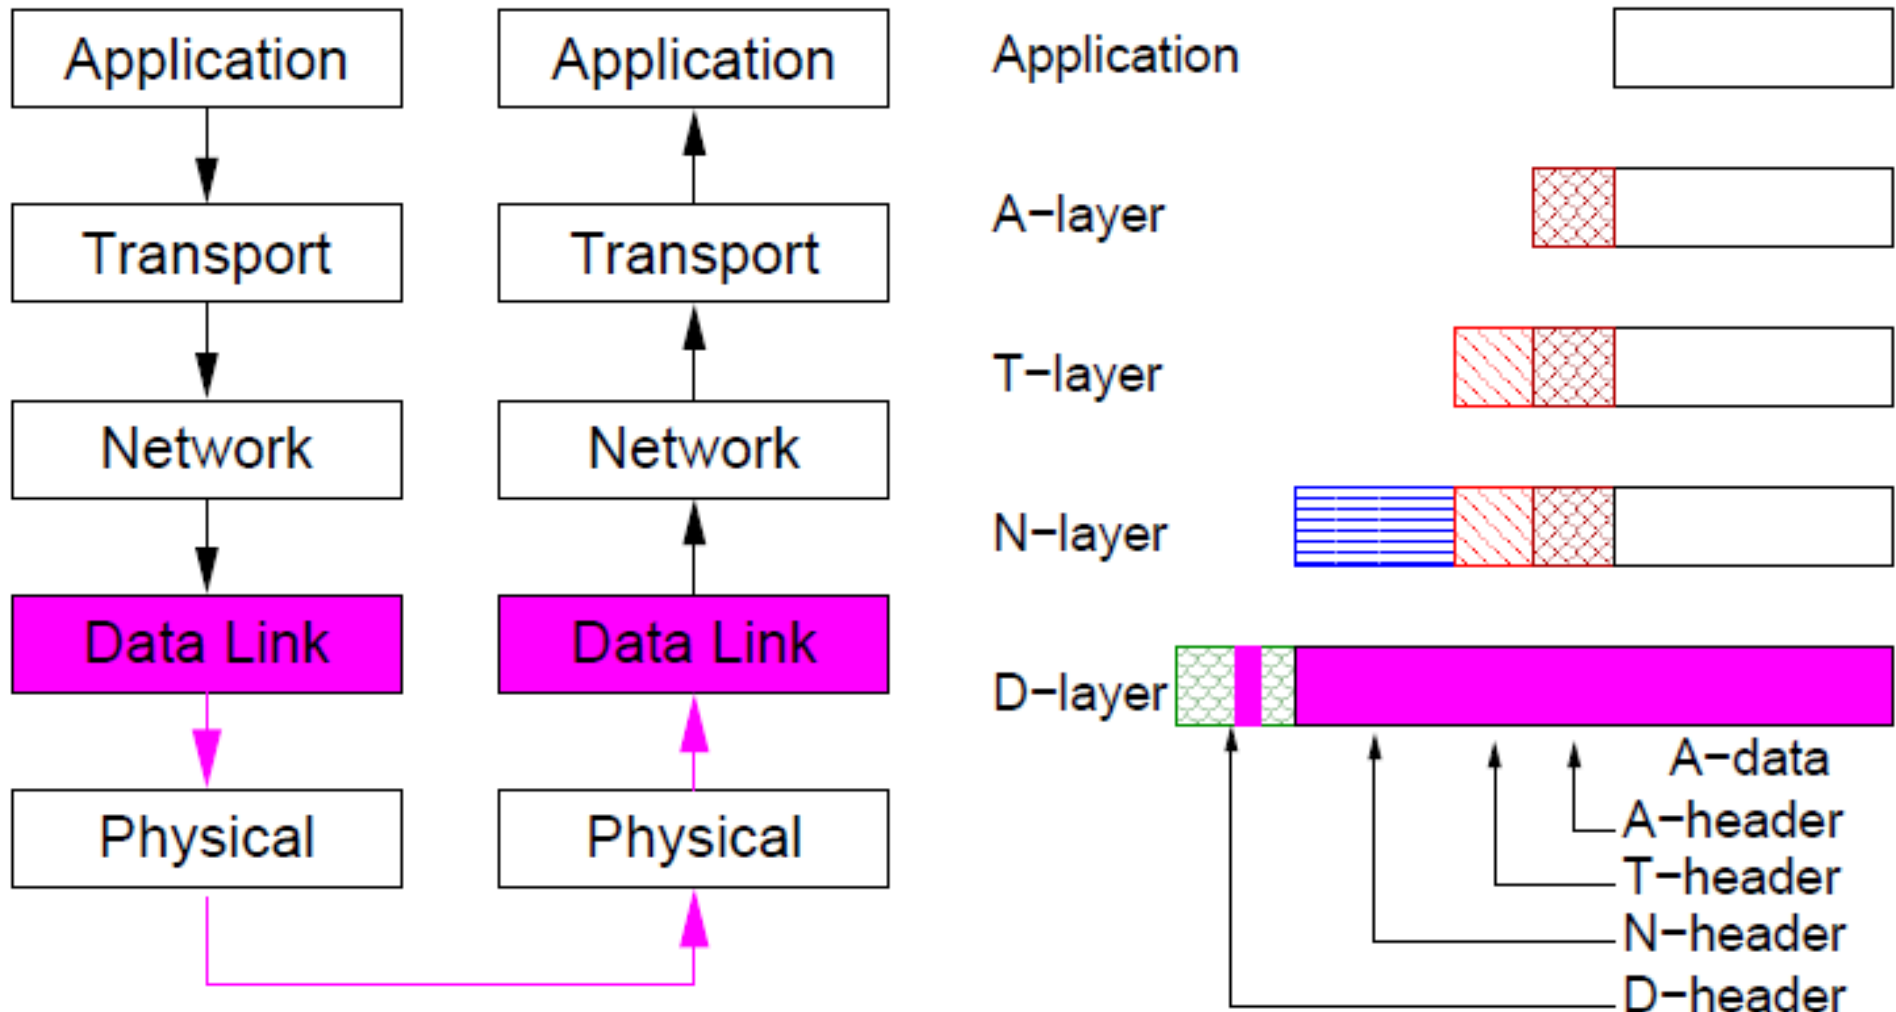 Application
Transport
Network
Data Link
Physical
Application
Transport
Network
Data Link
Physical
Application
A−layer
T−layer
N−layer
D−layer
A−data
A−header
T−header
N−header
D−header